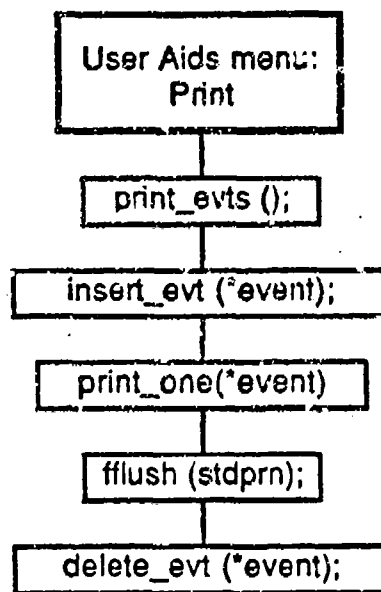 User Aids menu:
Print
print_evts ();
insert_evt (*event);
print_one(*event)
fflush (stdprn);
delete_evt (*event);